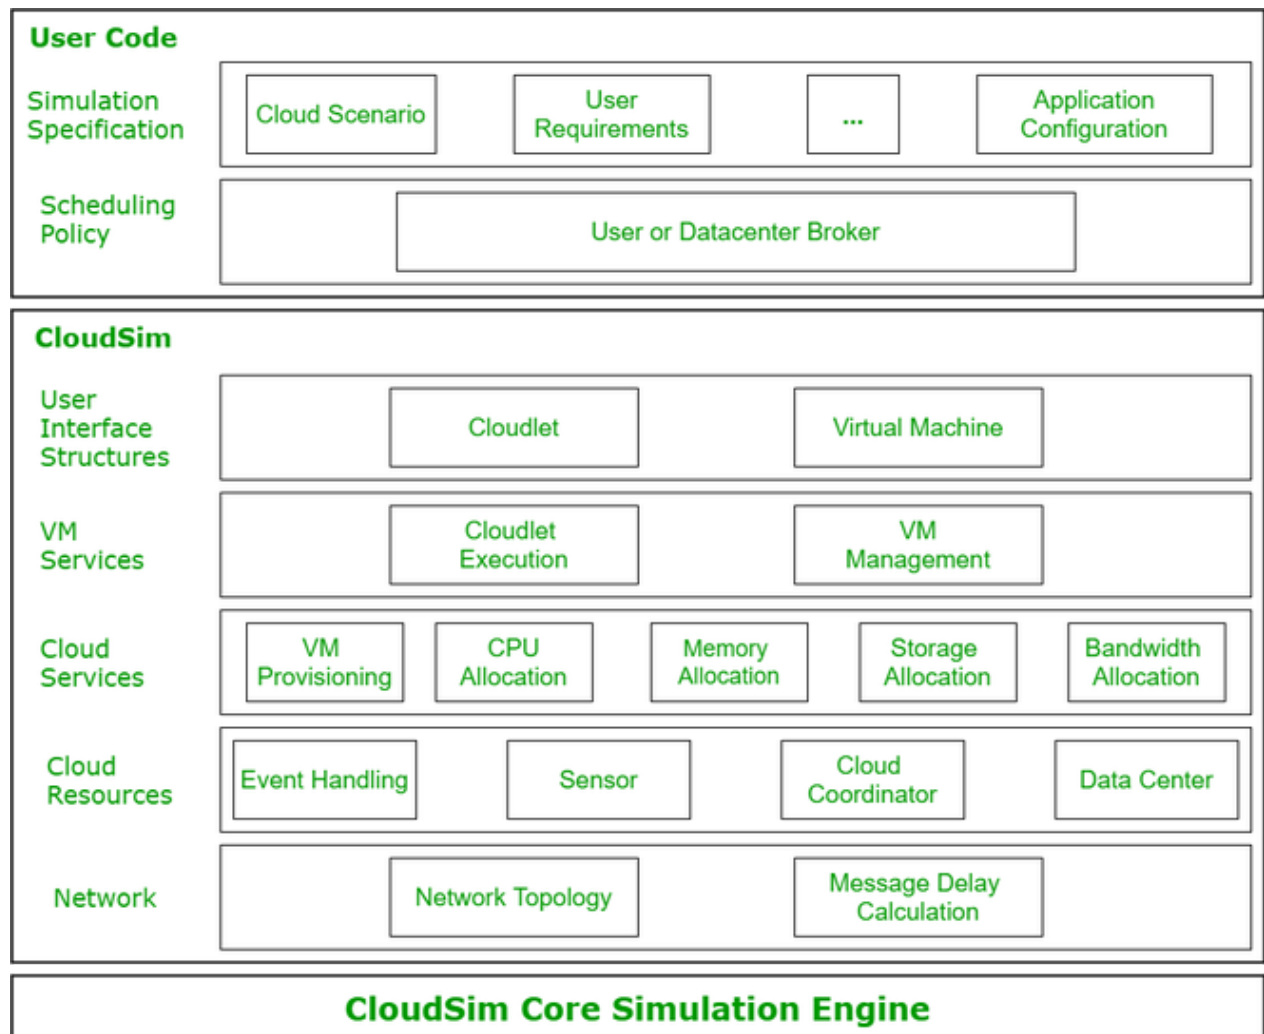 User Code
Simulation
Specification
Cloud Scenario
User
Requirements
...
Application
Configuration
Scheduling
Policy
User or Datacenter Broker
CloudSim
User
Interface
Structures
Cloudlet
Virtual Machine
VM
Services
Cloudlet
Execution
VM
Management
Cloud
Services
VM
Provisioning
CPU
Allocation
Memory
Allocation
Storage
Allocation
Bandwidth
Allocation
Cloud
Resources
Event Handling
Sensor
Cloud
Coordinator
Data Center
Network
Network Topology
Message Delay
Calculation
CloudSim Core Simulation Engine